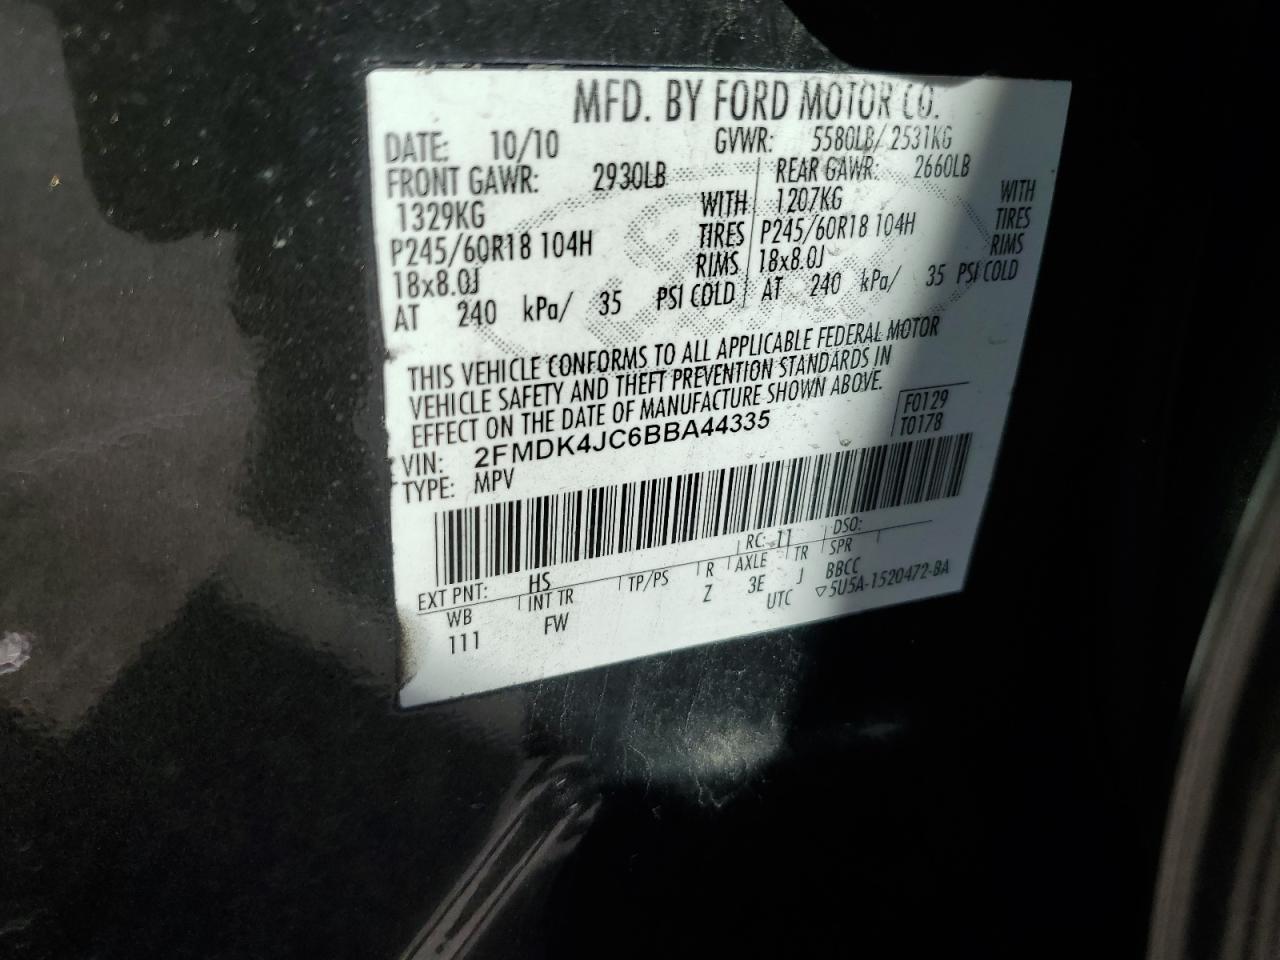 MFD. BY FORD MOTOR CO.
DATE: 10/10 GVWR: 5580LB/2531KG
FRONT GAWR: 2930LB REAR GAWR: 2660LB
1329KG WITH 1207KG WITH
P245/60R18 104H TIRES P245/60R18 104H TIRES
18x8.0J RIMS 18x8.0J RIMS
AT 240 kPa/ 35 PSI COLD AT 240 kPa/ 35 PSI COLD
THIS VEHICLE CONFORMS TO ALL APPLICABLE FEDERAL MOTOR
VEHICLE SAFETY AND THEFT PREVENTION STANDARDS IN
EFFECT ON THE DATE OF MANUFACTURE SHOWN ABOVE.
F0129
VIN: 2FMDK4JC6BBA44335 T0178
TYPE: MPV
EXT PNT: HS RC: 11 DSO:
WB INT TR TP/PS R AXLE TR SPR
111 FW Z 3E J BBCC
UTC ▽5U5A-1520472-BA